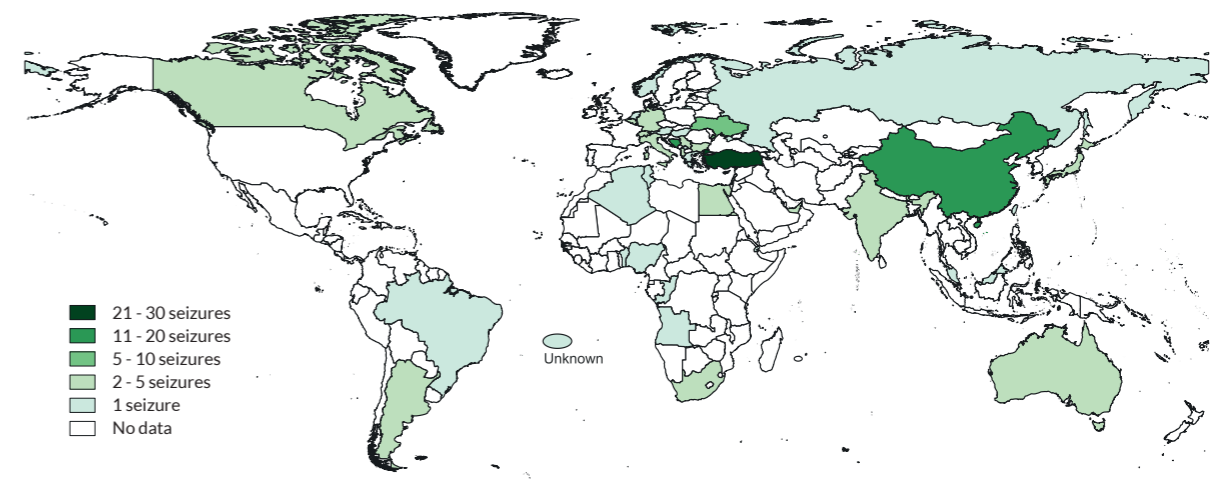 21 - 30 seizures
11 - 20 seizures
5 - 10 seizures
2 - 5 seizures
1 seizure
No data
Unknown